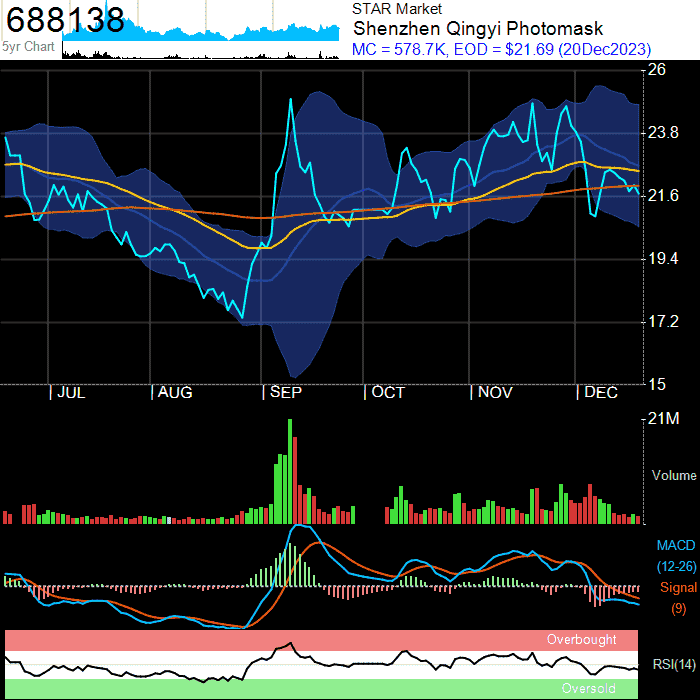 688138
5yr Chart
STAR Market
Shenzhen Qingyi Photomask
MC = 578.7K, EOD = $21.69 (20Dec2023)
26
23.8
21.6
19.4
17.2
15
JUL
AUG
SEP
OCT
NOV
DEC
21M
Volume
MACD
(12-26)
Signal
(9)
Overbought
RSI(14)
Oversold